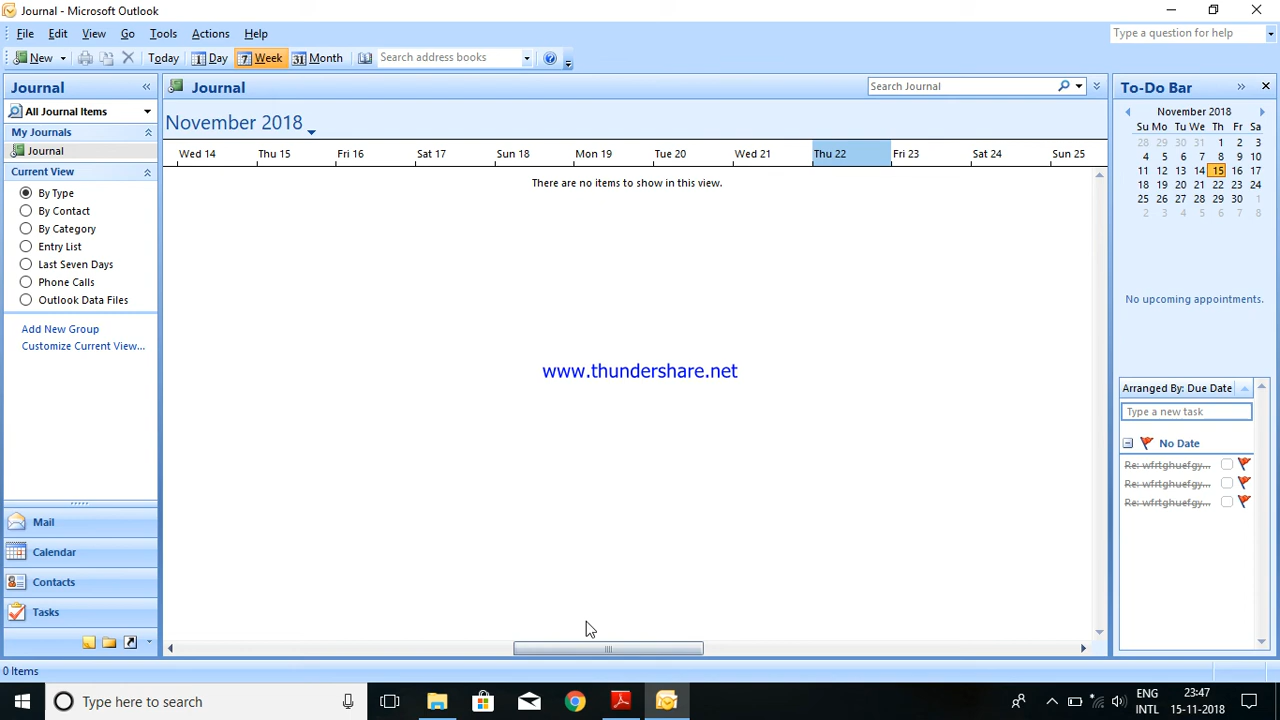 Journal - Microsoft Outlook
File Edit View Go Tools Actions Help
Type a question for help
New Today 1 Day 7 Week 31 Month Search address books
Journal
All Journal Items
My Journals
Journal
Current View
By Type
By Contact
By Category
Entry List
Last Seven Days
Phone Calls
Outlook Data Files
Add New Group
Customize Current View...
Mail
Calendar
Contacts
Tasks
Journal Search Journal
November 2018
Wed 14 Thu 15 Fri 16 Sat 17 Sun 18 Mon 19 Tue 20 Wed 21 Thu 22 Fri 23 Sat 24 Sun 25
There are no items to show in this view.
www.thundershare.net
To-Do Bar
November 2018
Su Mo Tu We Th Fr Sa
28 29 30 31 1 2 3
4 5 6 7 8 9 10
11 12 13 14 15 16 17
18 19 20 21 22 23 24
25 26 27 28 29 30 1
2 3 4 5 6 7 8
No upcoming appointments.
Arranged By: Due Date
Type a new task
No Date
Re: wfrtghuefgy...
Re: wfrtghuefgy...
Re: wfrtghuefgy...
0 Items
Type here to search
ENG
INTL
23:47
15-11-2018